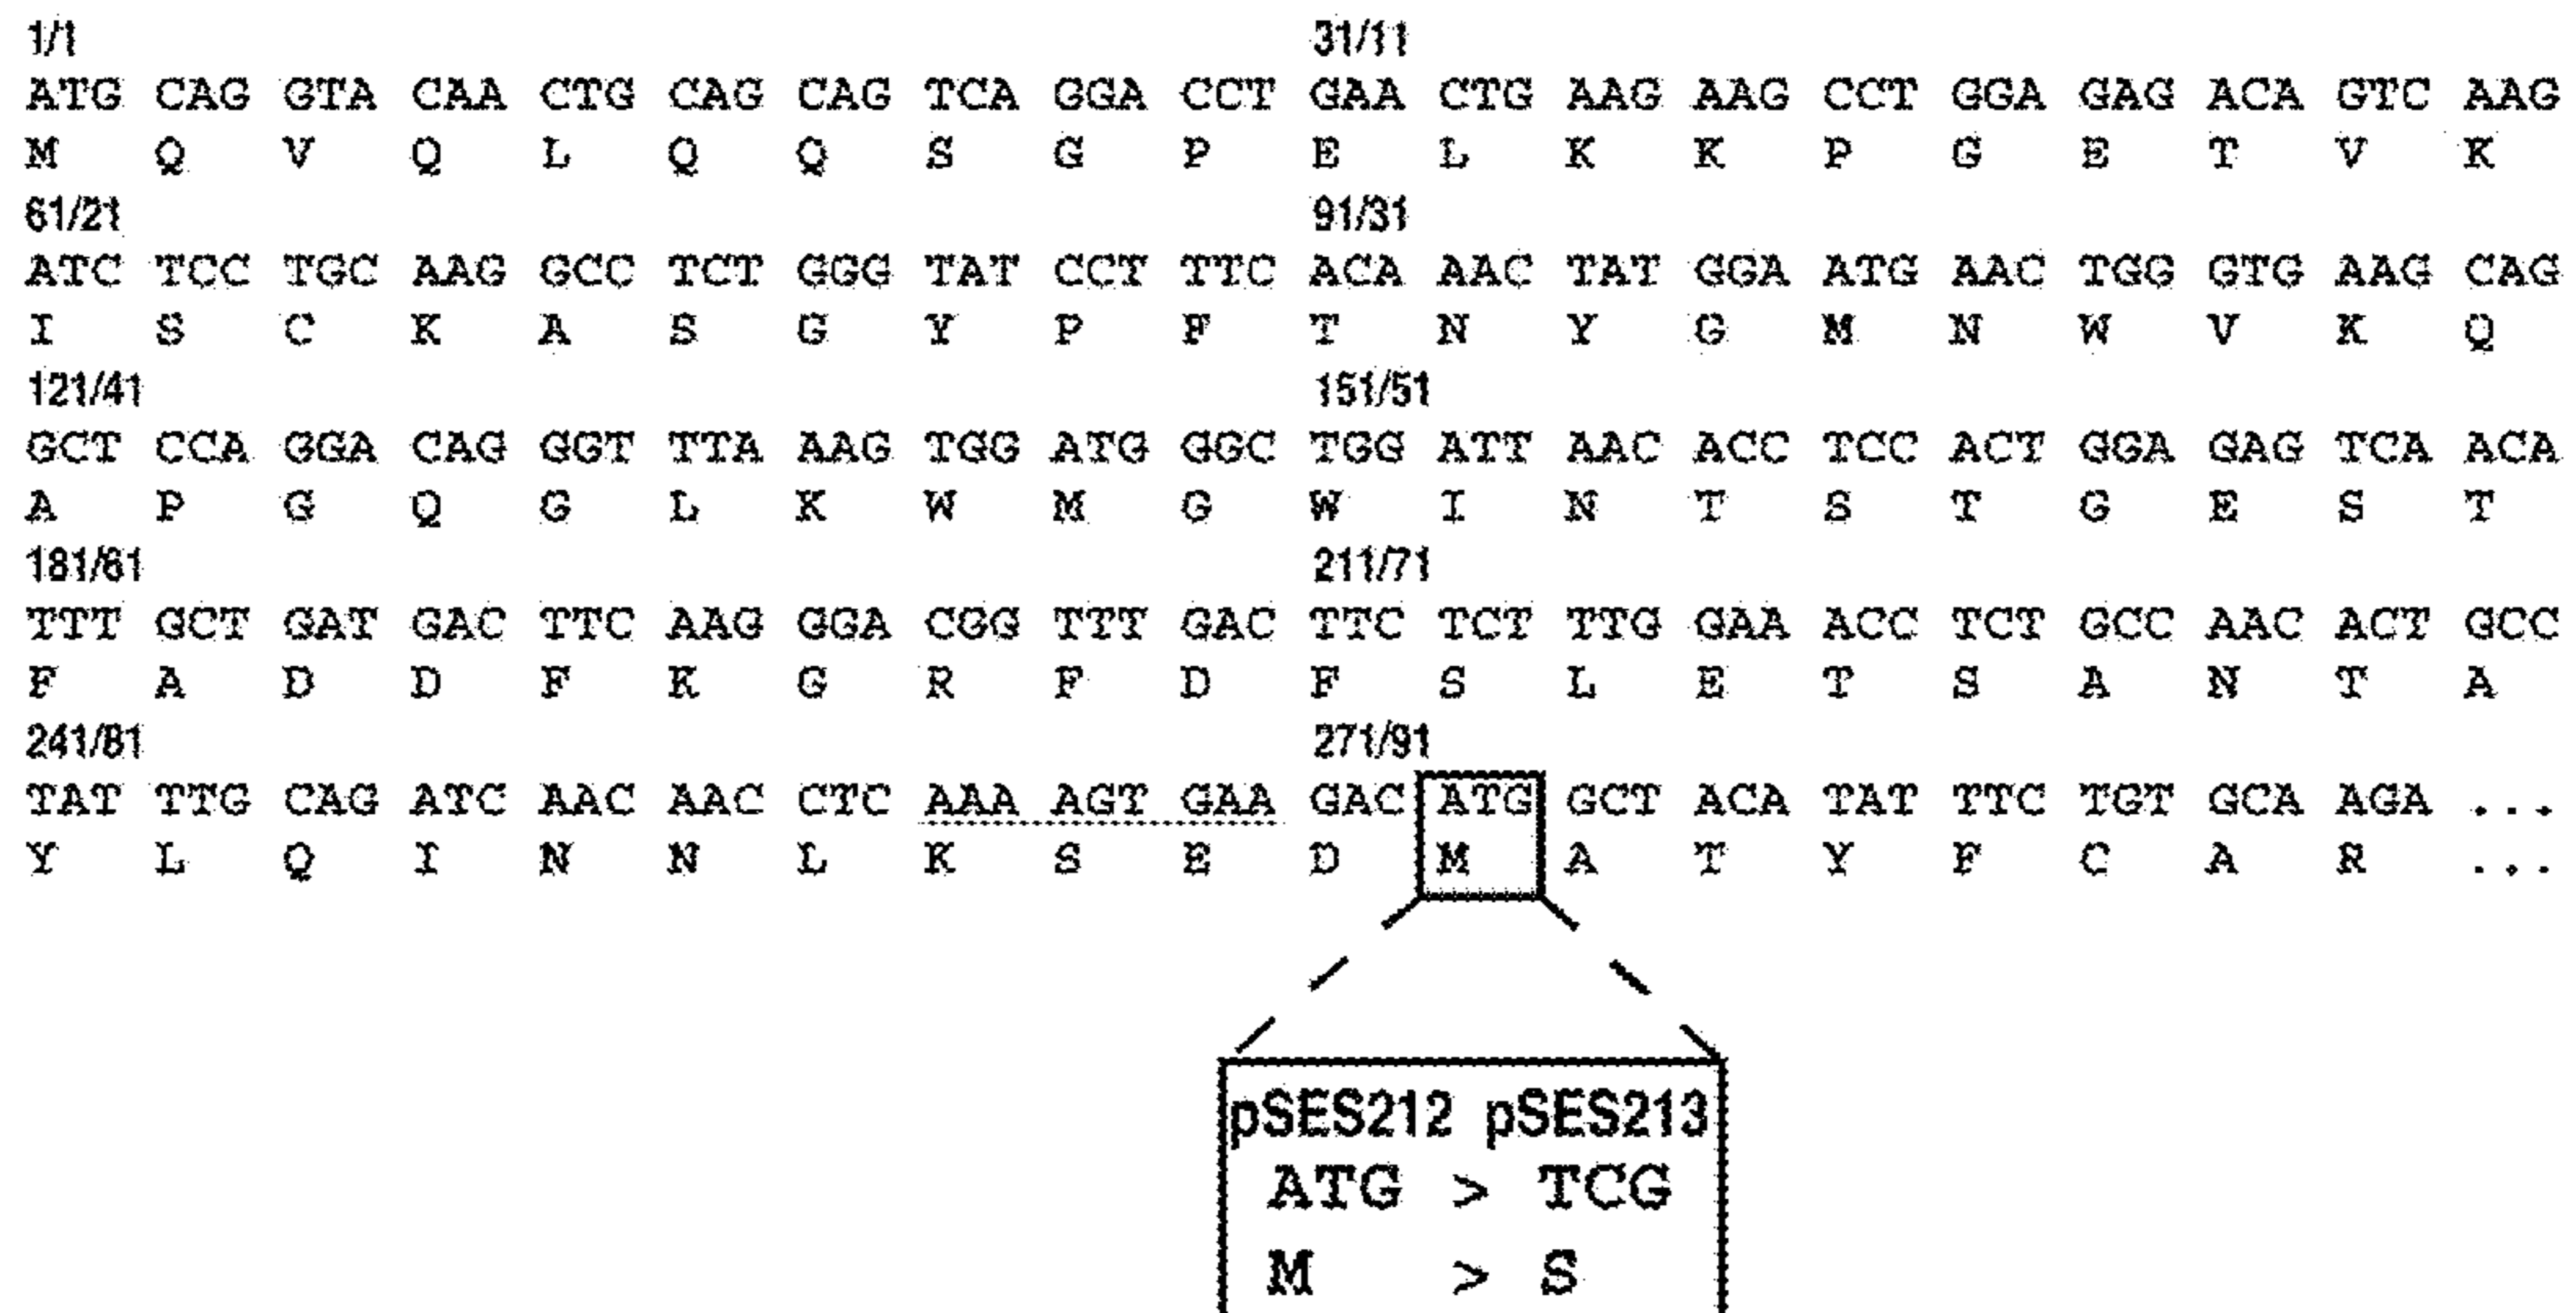 1/1 31/11
ATG CAG GTA CAA CTG CAG CAG TCA GGA CCT GAA CTG AAG AAG CCT GGA GAG ACA GTC AAG
M Q V Q L Q Q S G P E L K K P G E T V K
61/21 91/31
ATC TCC TGC AAG GCC TCT GGG TAT CCT TTC ACA AAC TAT GGA ATG AAC TGG GTG AAG CAG
I S C K A S G Y P F T N Y G M N W V K Q
121/41 151/51
GCT CCA GGA CAG GGT TTA AAG TGG ATG GGC TGG ATT AAC ACC TCC ACT GGA GAG TCA ACA
A P G Q G L K W M G W I N T S T G E S T
181/61 211/71
TTT GCT GAT GAC TTC AAG GGA CGG TTT GAC TTC TCT TTG GAA ACC TCT GCC AAC ACT GCC
F A D D F K G R F D F S L E T S A N T A
241/81 271/91
TAT TTG CAG ATC AAC AAC CTC AAA AGT GAA GAC ATG GCT ACA TAT TTC TGT GCA AGA ...
Y L Q I N N L K S E D M A T Y F C A R ...
pSES212 pSES213
ATG > TCG
M > S